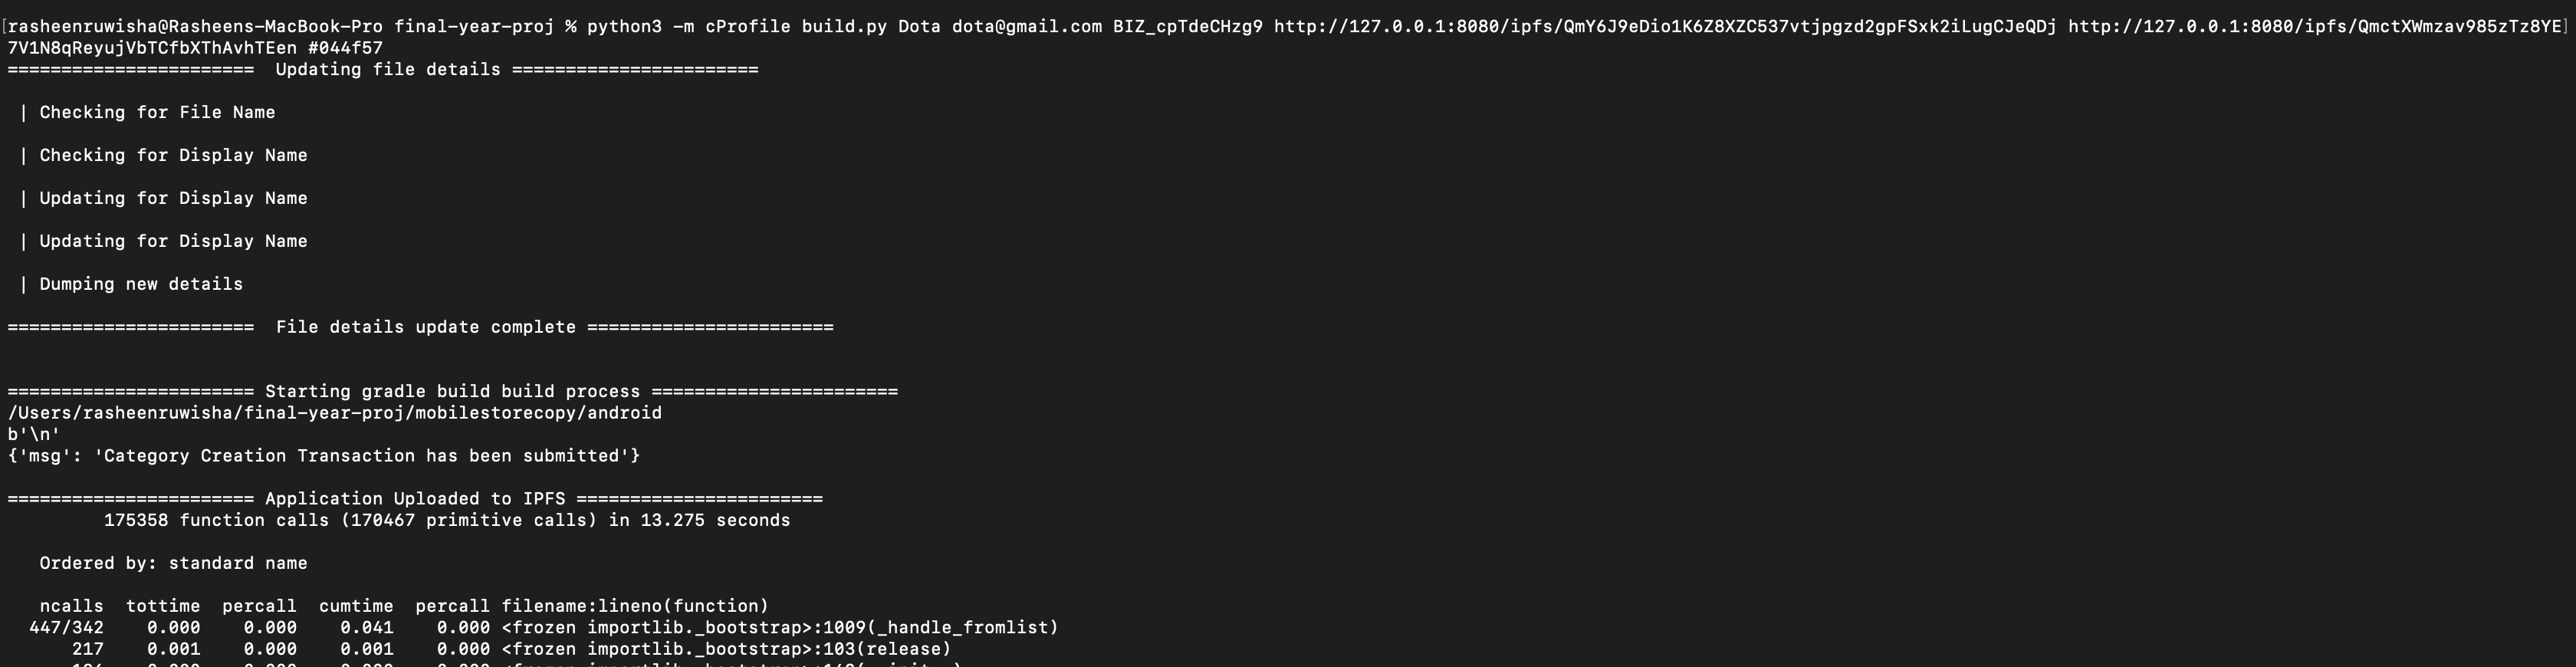 [rasheenruwisha@Rasheens-MacBook-Pro final-year-proj % python3 -m cProfile build.py Dota dota@gmail.com BIZ_cpTdeCHzg9 http://127.0.0.1:8080/ipfs/QmY6J9eDio1K6Z8XZC537vtjpgzd2gpFSxk2iLugCJeQDj http://127.0.0.1:8080/ipfs/QmctXWmzav985zTz8YE]
7V1N8qReyujVbTCfbXThAvhTEen #044f57
======================= Updating file details =======================
| Checking for File Name
| Checking for Display Name
| Updating for Display Name
| Updating for Display Name
| Dumping new details
======================= File details update complete =======================
======================= Starting gradle build build process =======================
/Users/rasheenruwisha/final-year-proj/mobilestorecopy/android
b'\n'
{'msg': 'Category Creation Transaction has been submitted'}
======================= Application Uploaded to IPFS =======================
175358 function calls (170467 primitive calls) in 13.275 seconds
Ordered by: standard name
ncalls tottime percall cumtime percall filename:lineno(function)
447/342 0.000 0.000 0.041 0.000 <frozen importlib._bootstrap>:1009(_handle_fromlist)
217 0.001 0.000 0.001 0.000 <frozen importlib._bootstrap>:103(release)